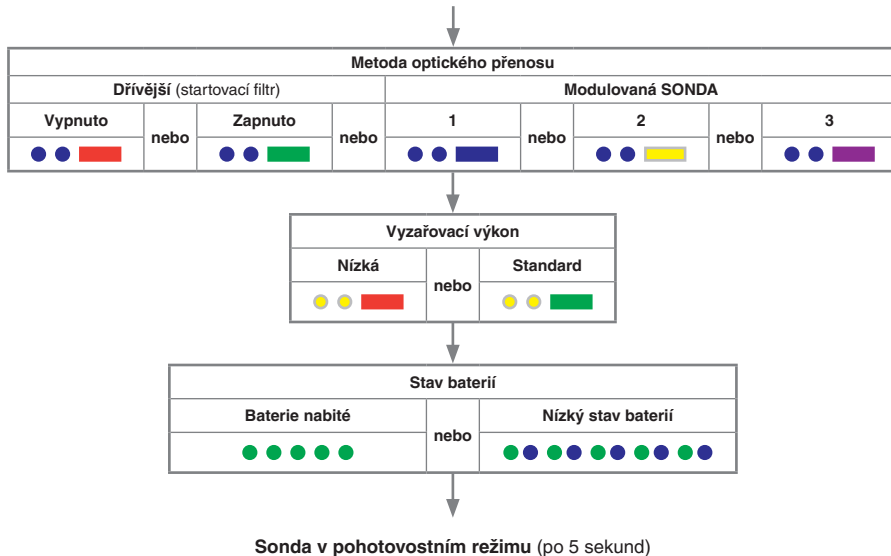 Metoda optického přenosu
Dřívější (startovací filtr)
Modulovaná SONDA
Vypnuto
nebo
Zapnuto
nebo
1
nebo
2
nebo
3
Vyzařovací výkon
Nízká
nebo
Standard
Stav baterií
Baterie nabité
nebo
Nízký stav baterií
Sonda v pohotovostním režimu (po 5 sekund)